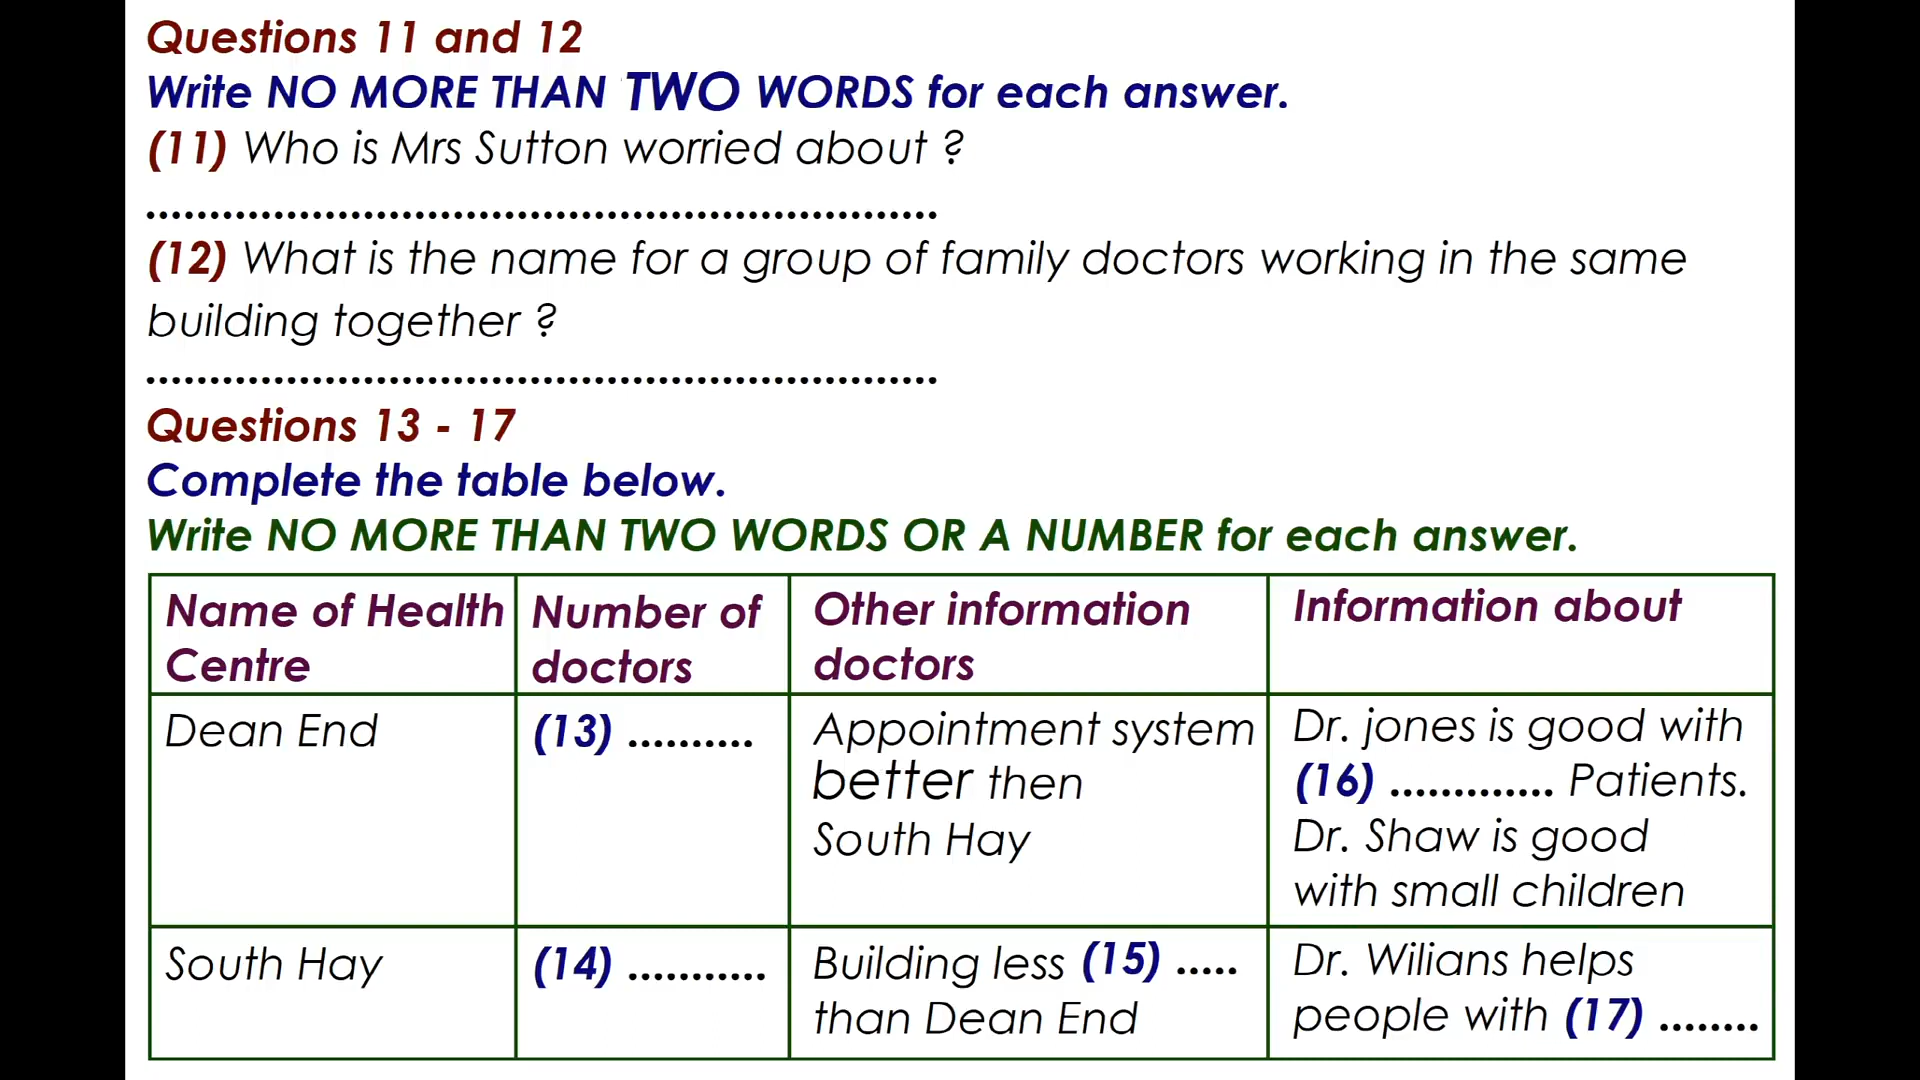 Questions 11 and 12
Write NO MORE THAN TWO WORDS for each answer.
(11) Who is Mrs Sutton worried about ?
..............................................................
(12) What is the name for a group of family doctors working in the same
building together ?
..............................................................
Questions 13 - 17
Complete the table below.
Write NO MORE THAN TWO WORDS OR A NUMBER for each answer.
Name of Health
Centre
Number of
doctors
Other information
doctors
Information about
Dean End
(13) ..........
Appointment system
better then
South Hay
Dr. jones is good with
(16) ............. Patients.
Dr. Shaw is good
with small children
South Hay
(14) ...........
Building less (15) .....
than Dean End
Dr. Wilians helps
people with (17) ........